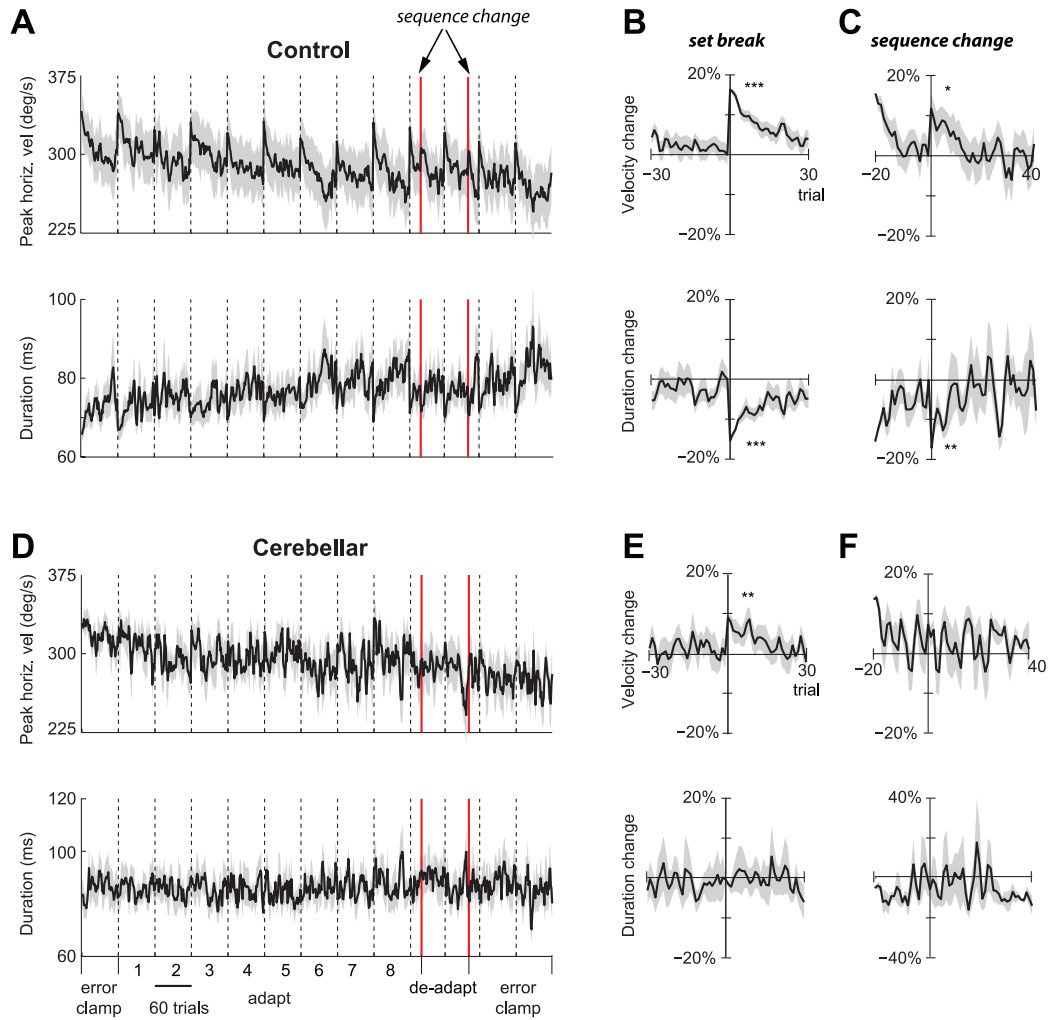 sequence change
A
B
C
Control
set break
sequence change
375
300
225
Peak horiz. vel (deg/s)
20%
***
−30
30
trial
−20%
Velocity change
20%
*
−20
40
−20%
100
80
60
Duration (ms)
20%
***
−20%
Duration change
20%
**
−20%
D
E
F
Cerebellar
375
300
225
Peak horiz. vel (deg/s)
20%
**
−30
30
trial
−20%
Velocity change
20%
−20
40
−20%
120
100
80
60
Duration (ms)
20%
−20%
Duration change
40%
−40%
1 2 3 4 5 6 7 8
error clamp
60 trials
adapt
de-adapt
error clamp